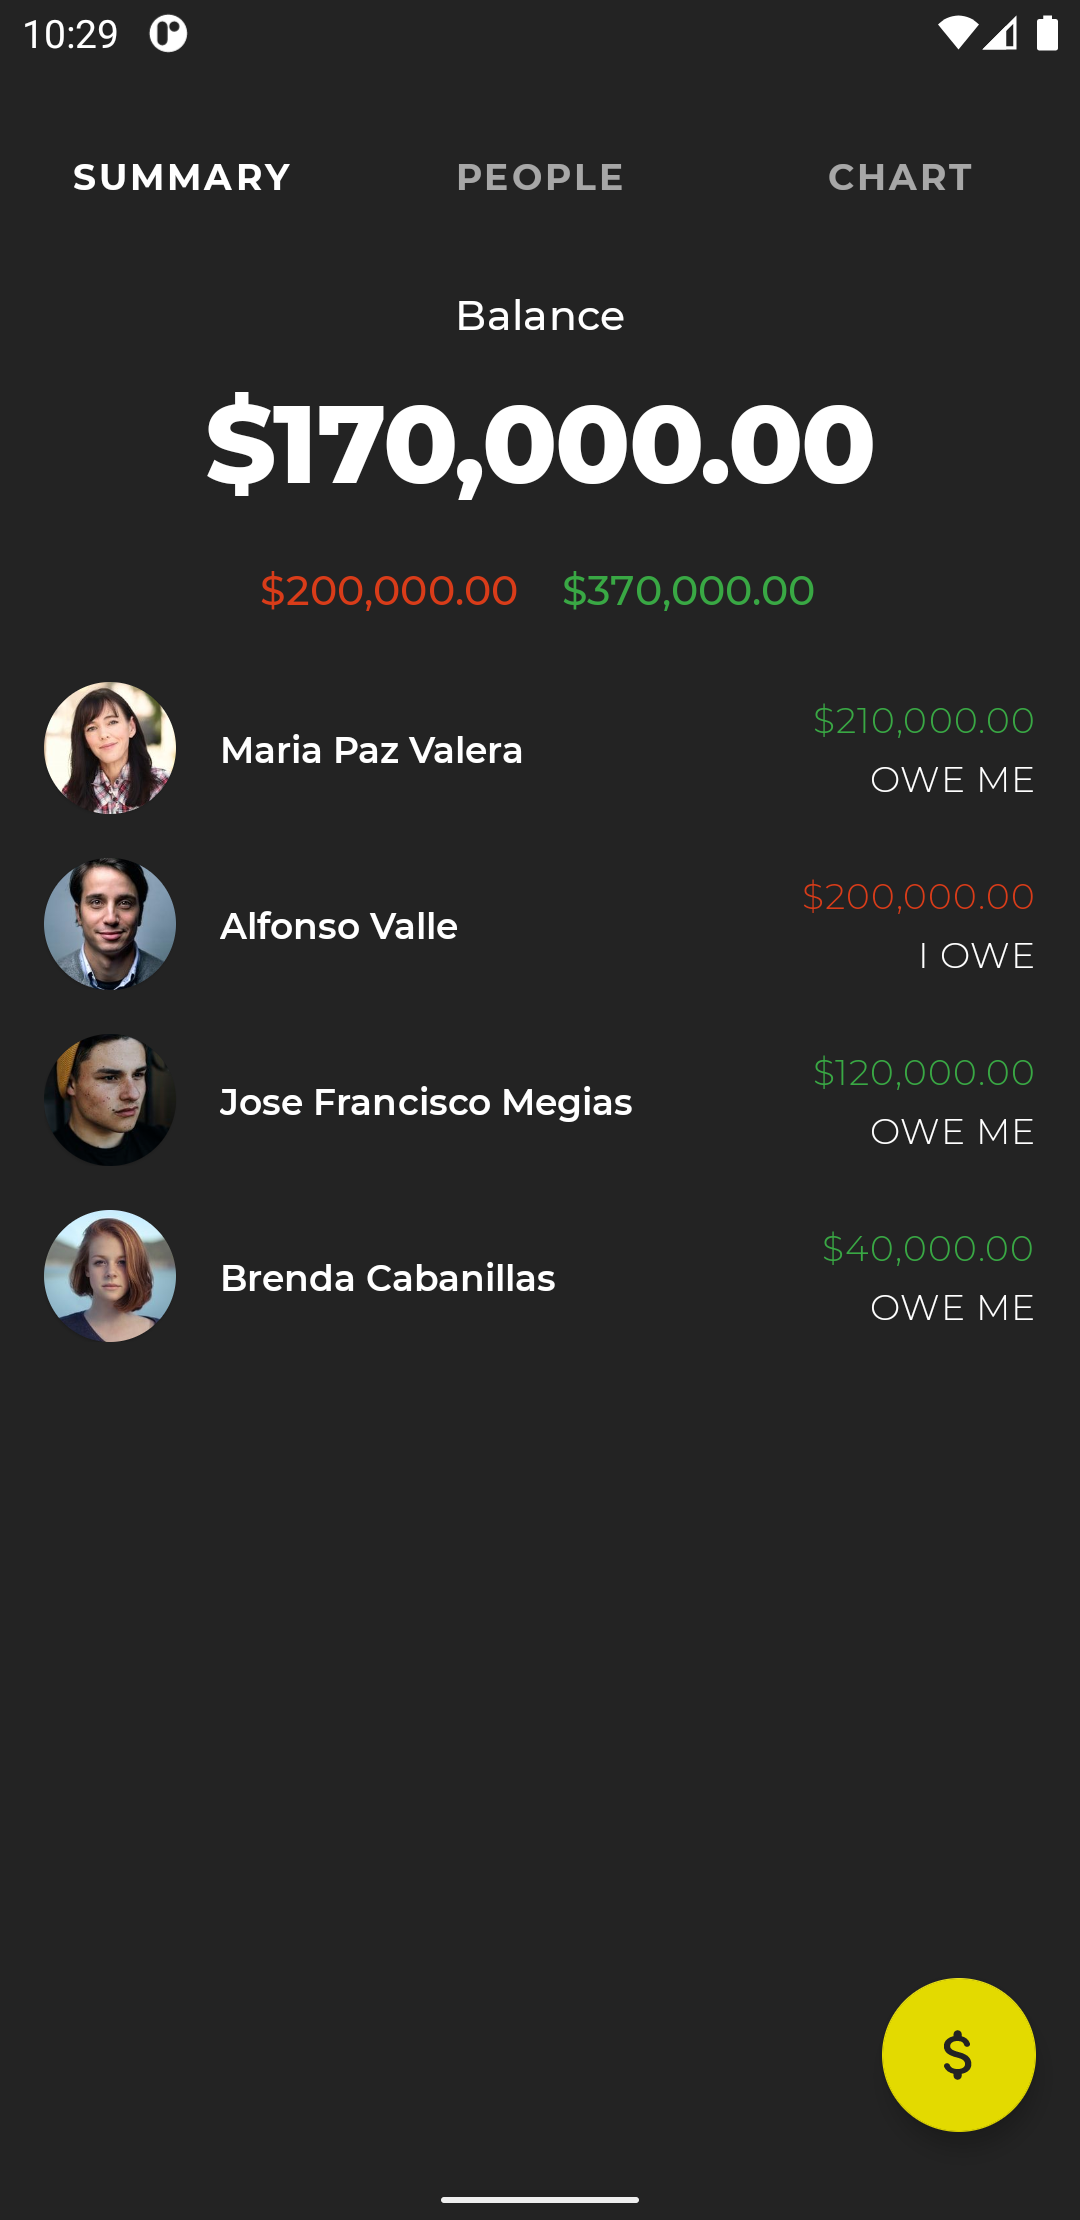 10:29
SUMMARY PEOPLE CHART
Balance
$170,000.00
$200,000.00 $370,000.00
Maria Paz Valera
$210,000.00
OWE ME
Alfonso Valle
$200,000.00
I OWE
Jose Francisco Megias
$120,000.00
OWE ME
Brenda Cabanillas
$40,000.00
OWE ME
$